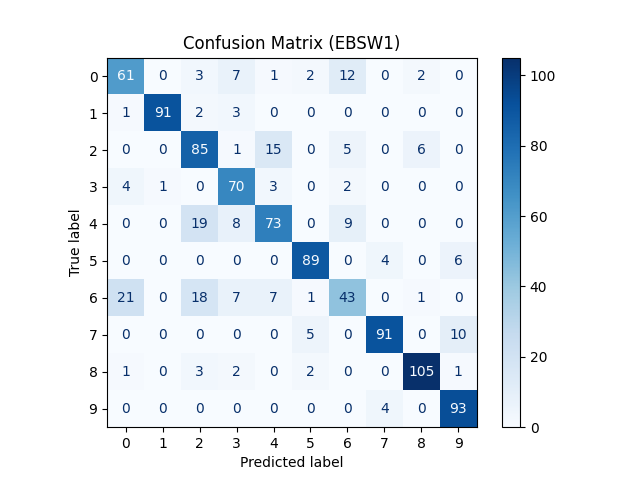 Confusion Matrix (EBSW1)
0 61 0 3 7 1 2 12 0 2 0
1 1 91 2 3 0 0 0 0 0 0
2 0 0 85 1 15 0 5 0 6 0
3 4 1 0 70 3 0 2 0 0 0
4 0 0 19 8 73 0 9 0 0 0
5 0 0 0 0 0 89 0 4 0 6
6 21 0 18 7 7 1 43 0 1 0
7 0 0 0 0 0 5 0 91 0 10
8 1 0 3 2 0 2 0 0 105 1
9 0 0 0 0 0 0 0 4 0 93
0 1 2 3 4 5 6 7 8 9
Predicted label
True label
100
80
60
40
20
0